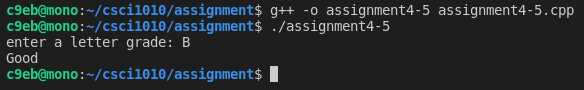 c9eb@mono:~/csci1010/assignment$ g++ -o assignment4-5 assignment4-5.cpp
c9eb@mono:~/csci1010/assignment$ ./assignment4-5
enter a letter grade: B
Good
c9eb@mono:~/csci1010/assignment$